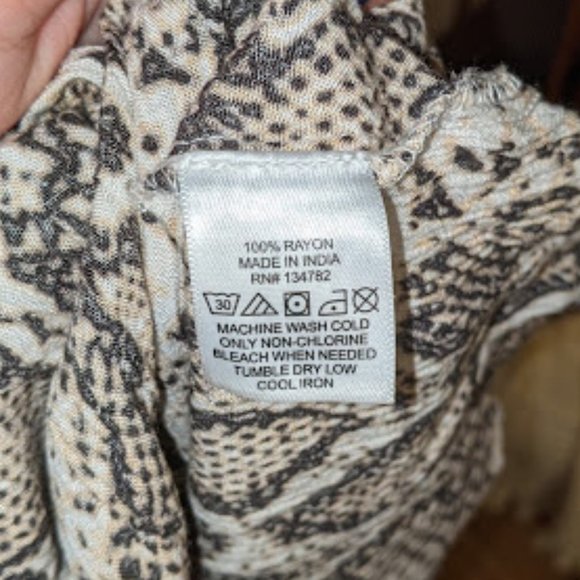 100% RAYON
MADE IN INDIA
RN# 134782
30
MACHINE WASH COLD
ONLY NON-CHLORINE
BLEACH WHEN NEEDED
TUMBLE DRY LOW
COOL IRON